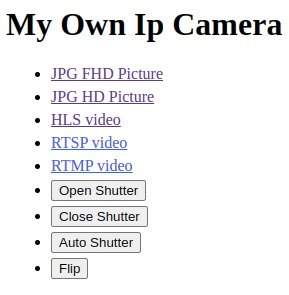 My Own Ip Camera
JPG FHD Picture
JPG HD Picture
HLS video
RTSP video
RTMP video
Open Shutter
Close Shutter
Auto Shutter
Flip